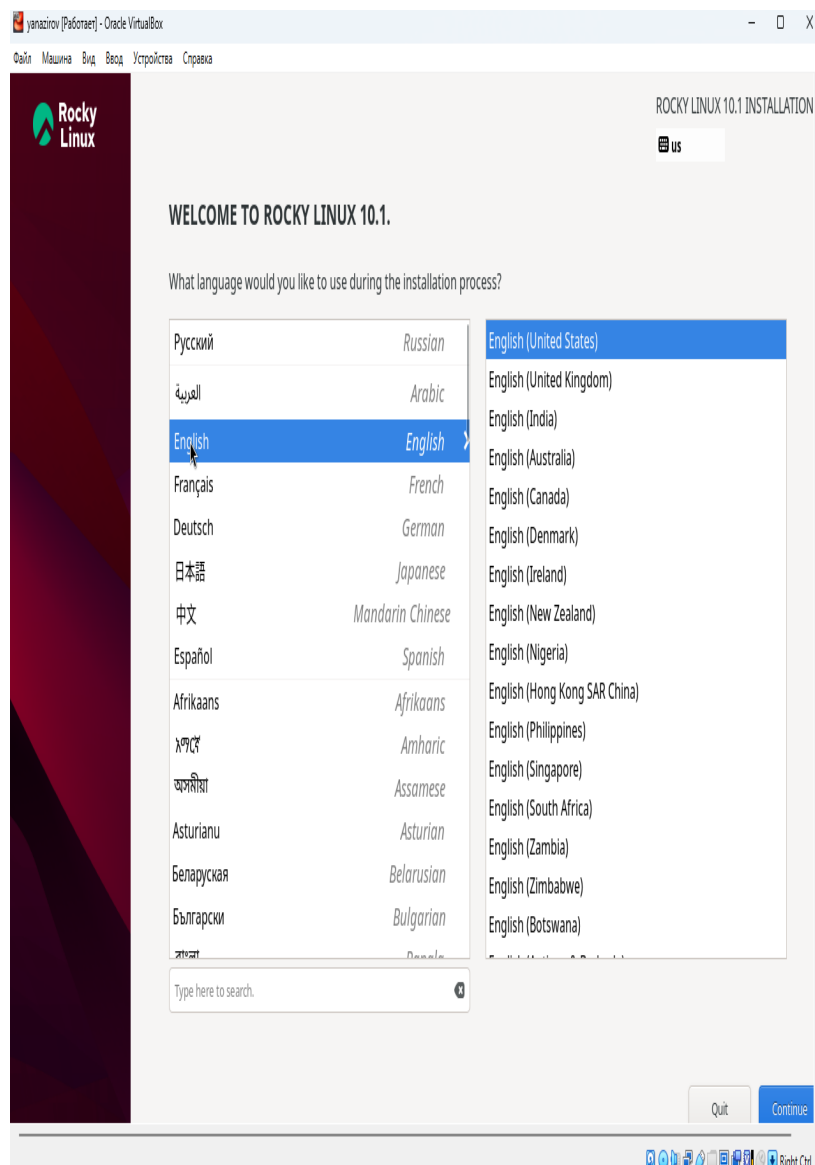 yanazirov [Работает] - Oracle VirtualBox
Файл Машина Вид Ввод Устройства Справка
Rocky
Linux
ROCKY LINUX 10.1 INSTALLATION
us
WELCOME TO ROCKY LINUX 10.1.
What language would you like to use during the installation process?
Русский Russian
العربية Arabic
English English
Français French
Deutsch German
日本語 Japanese
中文 Mandarin Chinese
Español Spanish
Afrikaans Afrikaans
አማርኛ Amharic
অসমীয়া Assamese
Asturianu Asturian
Беларуская Belarusian
Български Bulgarian
বাংলা Bangla
English (United States)
English (United Kingdom)
English (India)
English (Australia)
English (Canada)
English (Denmark)
English (Ireland)
English (New Zealand)
English (Nigeria)
English (Hong Kong SAR China)
English (Philippines)
English (Singapore)
English (South Africa)
English (Zambia)
English (Zimbabwe)
English (Botswana)
Type here to search.
Quit Continue
Right Ctrl